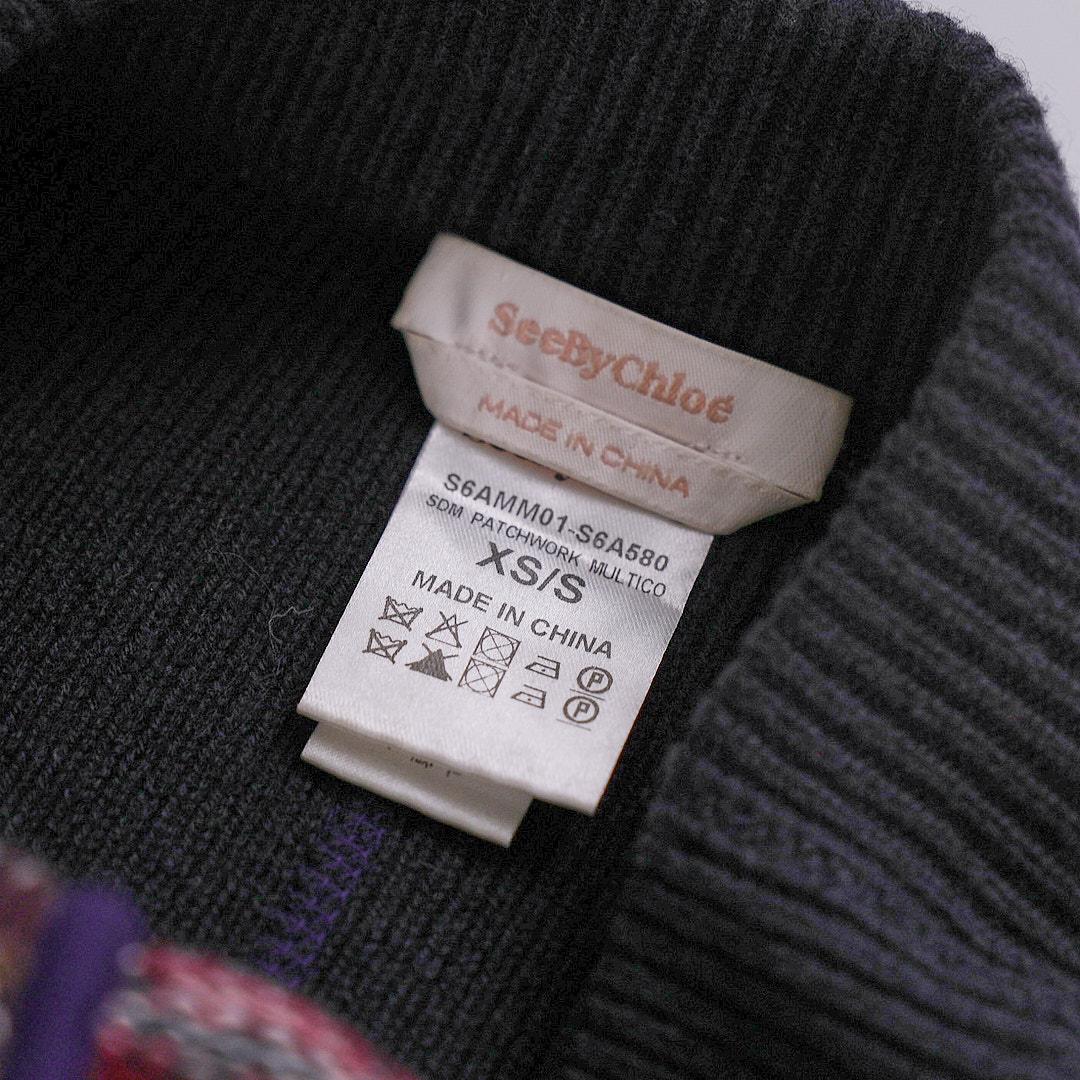 SeeByChloé
MADE IN CHINA
S6AMM01-S6A580
SDM PATCHWORK MULTICO
XS/S
MADE IN CHINA
P
P